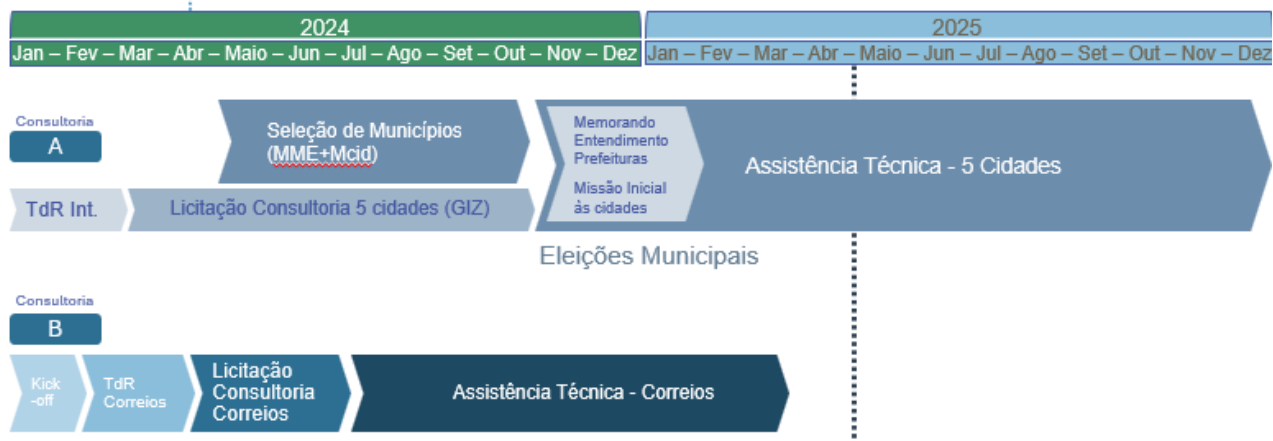 2024
2025
Jan – Fev – Mar – Abr – Maio – Jun – Jul – Ago – Set – Out – Nov – Dez
Jan – Fev – Mar – Abr – Maio – Jun – Jul – Ago – Set – Out – Nov – Dez
Consultoria
A
Seleção de Municípios
(MME+Mcid)
Memorando
Entendimento
Prefeituras
Missão Inicial
às cidades
Assistência Técnica - 5 Cidades
TdR Int.
Licitação Consultoria 5 cidades (GIZ)
Eleições Municipais
Consultoria
B
Kick
-off
TdR
Correios
Licitação
Consultoria
Correios
Assistência Técnica - Correios